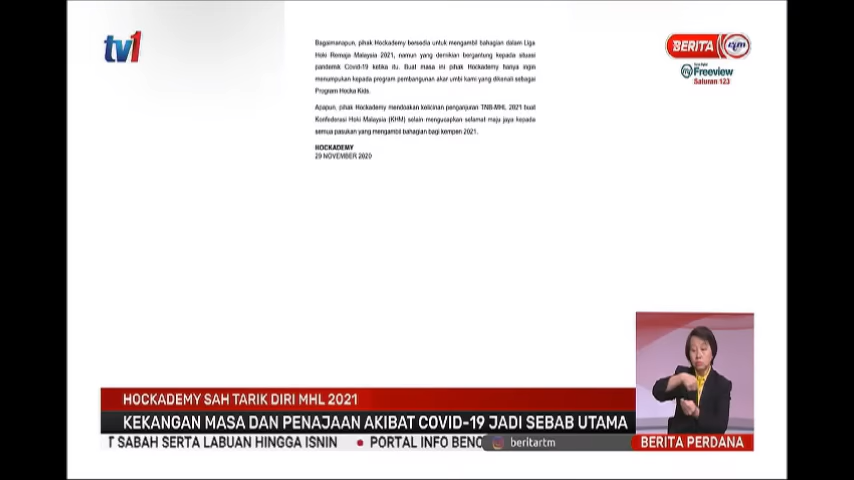 tv1
BERITA rtm
Freeview
Saluran 123
Bagaimanapun, pihak Hockademy bersedia untuk mengambil bahagian dalam Liga
Hoki Remaja Malaysia 2021, namun yang demikian bergantung kepada situasi
pandemik Covid-19 ketika itu. Buat masa ini pihak Hockademy hanya ingin
menumpukan kepada program pembangunan akar umbi kami yang dikenali sebagai
Program Hocka Kids.
Apapun, pihak Hockademy mendoakan kelicinan penganjuran TNB-MHL 2021 buat
Konfederasi Hoki Malaysia (KHM) selain mengucapkan selamat maju jaya kepada
semua pasukan yang mengambil bahagian bagi kempen 2021.
HOCKADEMY
29 NOVEMBER 2020
HOCKADEMY SAH TARIK DIRI MHL 2021
KEKANGAN MASA DAN PENAJAAN AKIBAT COVID-19 JADI SEBAB UTAMA
T SABAH SERTA LABUAN HINGGA ISNIN • PORTAL INFO BENC
beritartm
BERITA PERDANA